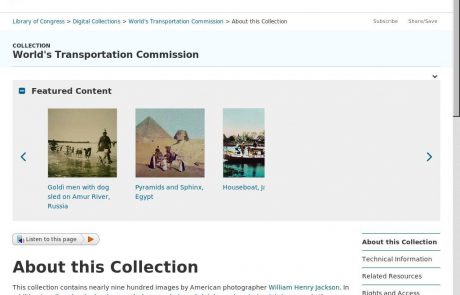 Library of Congress > Digital Collections > World's Transportation Commission > About this Collection
Subscribe Share/Save
COLLECTION
World's Transportation Commission
Featured Content
Goldi men with dog
sled on Amur River,
Russia
Pyramids and Sphinx,
Egypt
Houseboat,
Listen to this page
About this Collection
This collection contains nearly nine hundred images by American photographer William Henry Jackson. In
About this Collection
Technical Information
Related Resources
Rights and Access